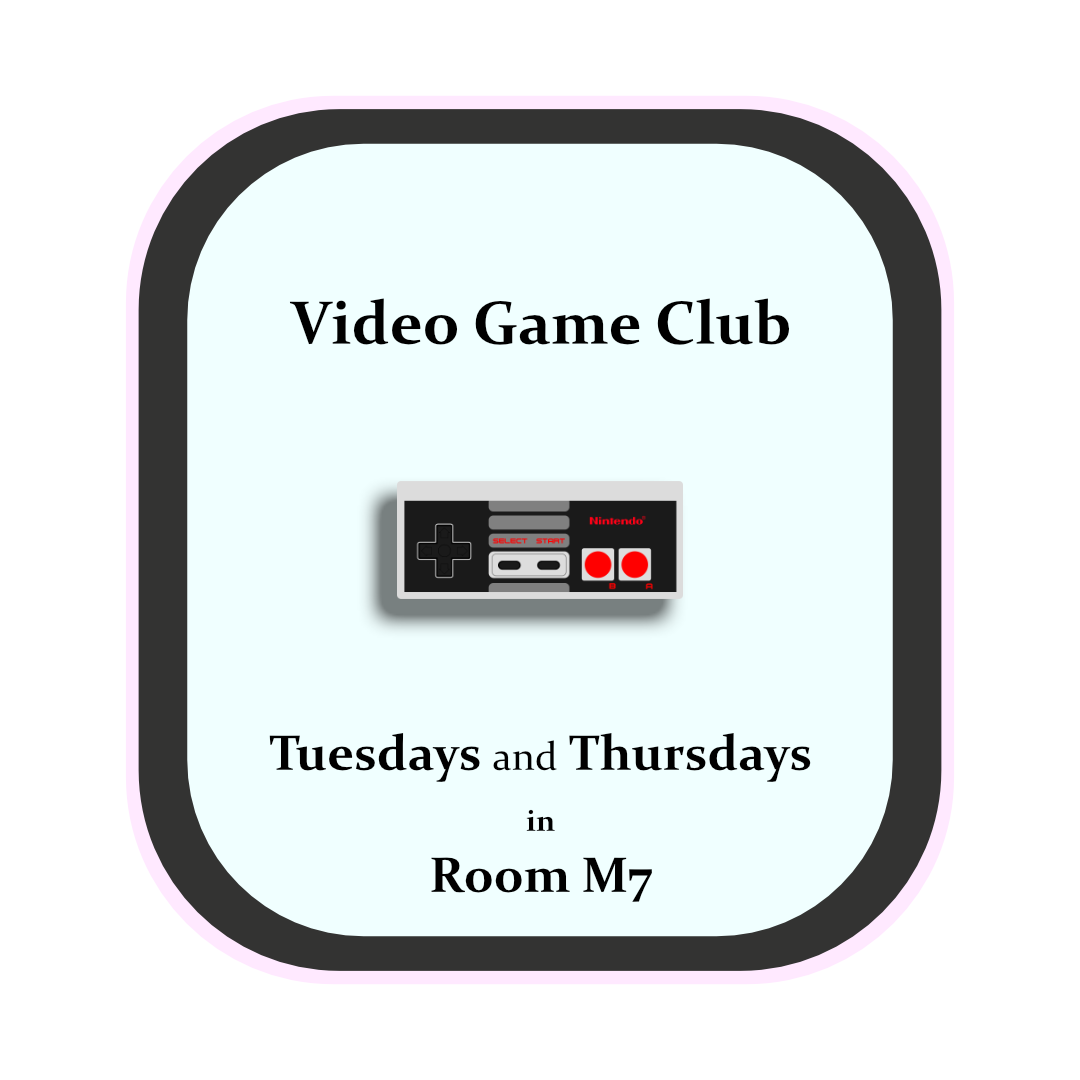 Video Game Club
Nintendo®
SELECT START
B A
Tuesdays and Thursdays
in
Room M7